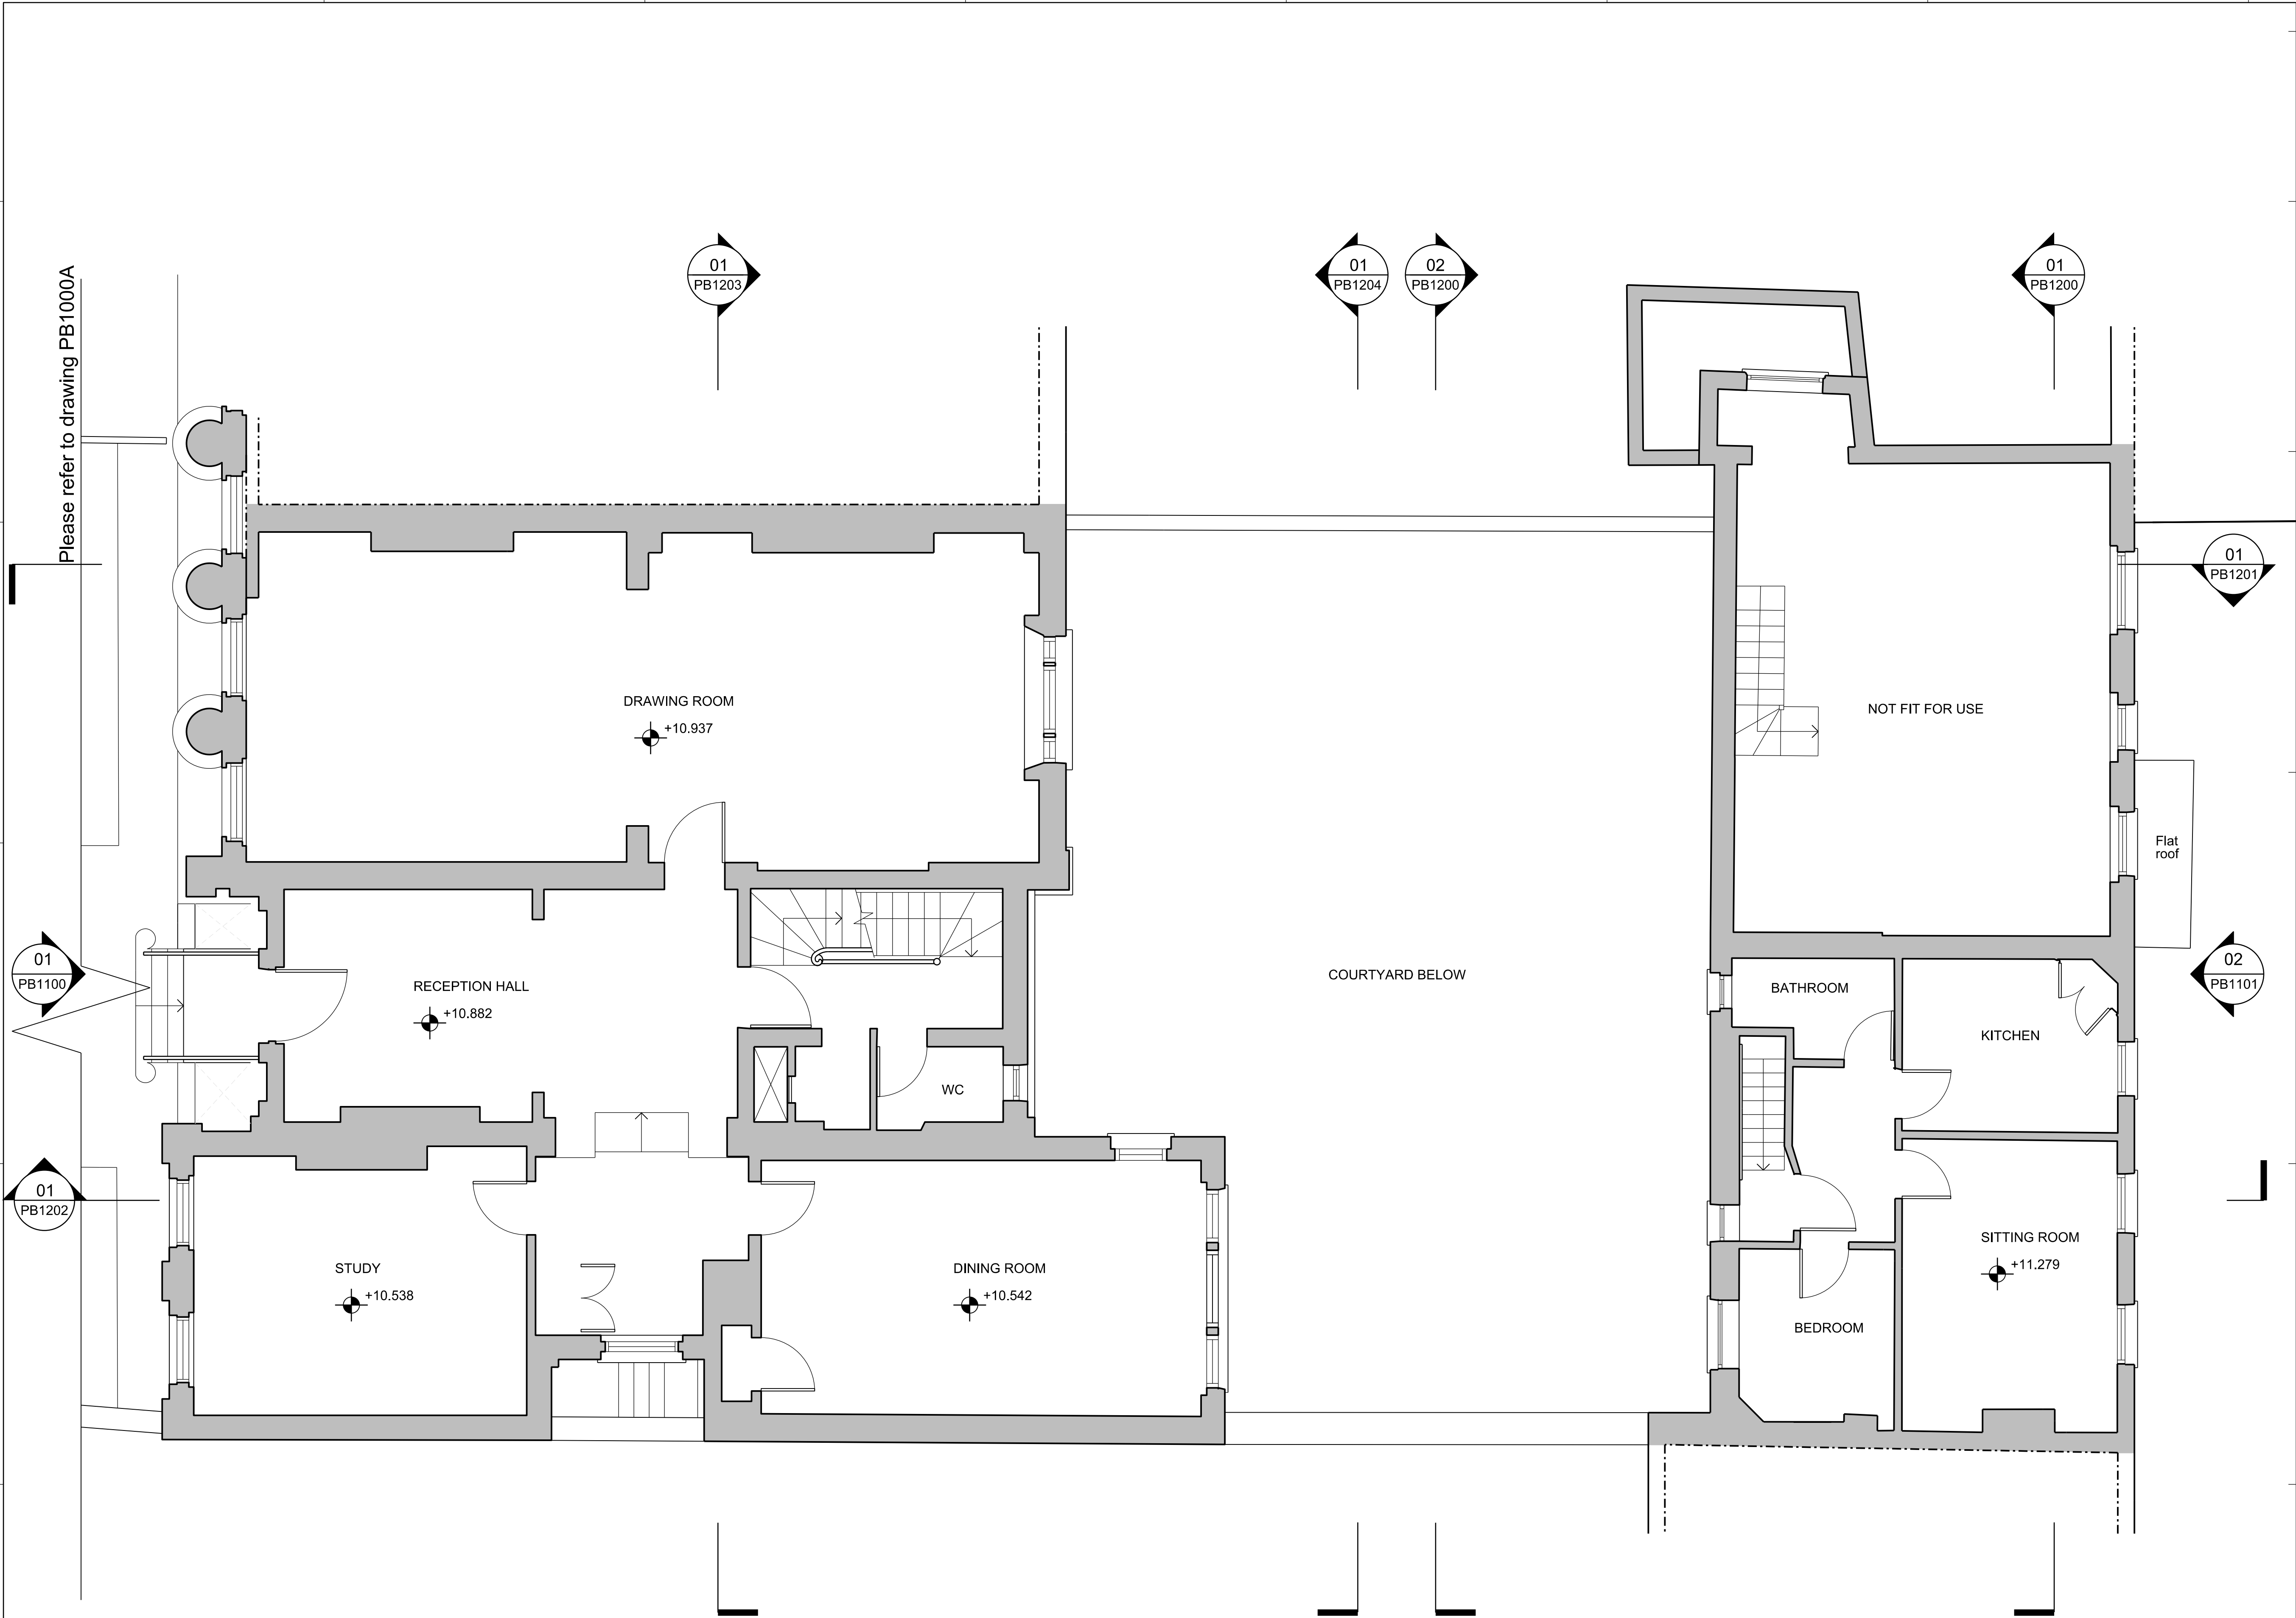 Please refer to drawing PB1000A
01
PB1203
01
PB1204
02
PB1200
01
PB1200
01
PB1201
DRAWING ROOM
+10.937
NOT FIT FOR USE
Flat
roof
01
PB1100
RECEPTION HALL
+10.882
COURTYARD BELOW
BATHROOM
KITCHEN
02
PB1101
WC
01
PB1202
STUDY
+10.538
DINING ROOM
+10.542
SITTING ROOM
+11.279
BEDROOM